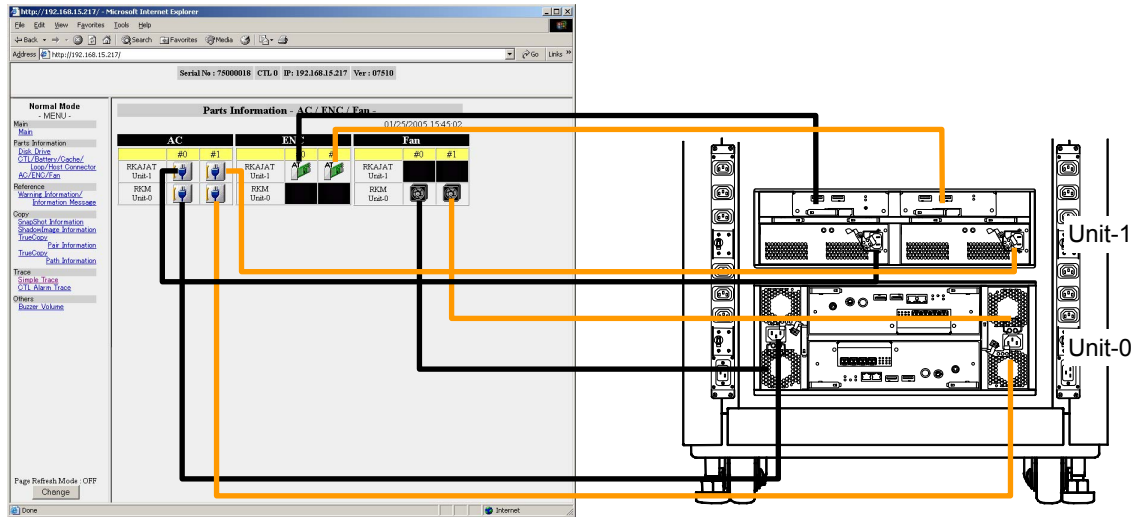 http://192.168.15.217/ - Microsoft Internet Explorer
File Edit View Favorites Tools Help
Back Search Favorites Media
Address http://192.168.15.217/ Go Links »
Serial No : 75000018 CTL 0 IP : 192.168.15.217 Ver : 07510
Normal Mode
- MENU -
Main
Main
Parts Information
Disk Drive
CTL/Battery/Cache/
Loop/Host Connector
AC/ENC/Fan
Reference
Warning Information/
Information Message
Copy
SnapShot Information
ShadowImage Information
TrueCopy
Pair Information
TrueCopy
Path Information
Trace
Simple Trace
CTL Alarm Trace
Others
Buzzer Volume
Page Refresh Mode : OFF
Change
Parts Information - AC / ENC / Fan -
01/25/2005 15:45:02
AC ENC Fan
#0 #1 #0 #1
RKAJAT Unit-1 RKAJAT Unit-1 RKAJAT Unit-1
RKM Unit-0 RKM Unit-0 RKM Unit-0
AT AT
Unit-1
Unit-0
Done Internet